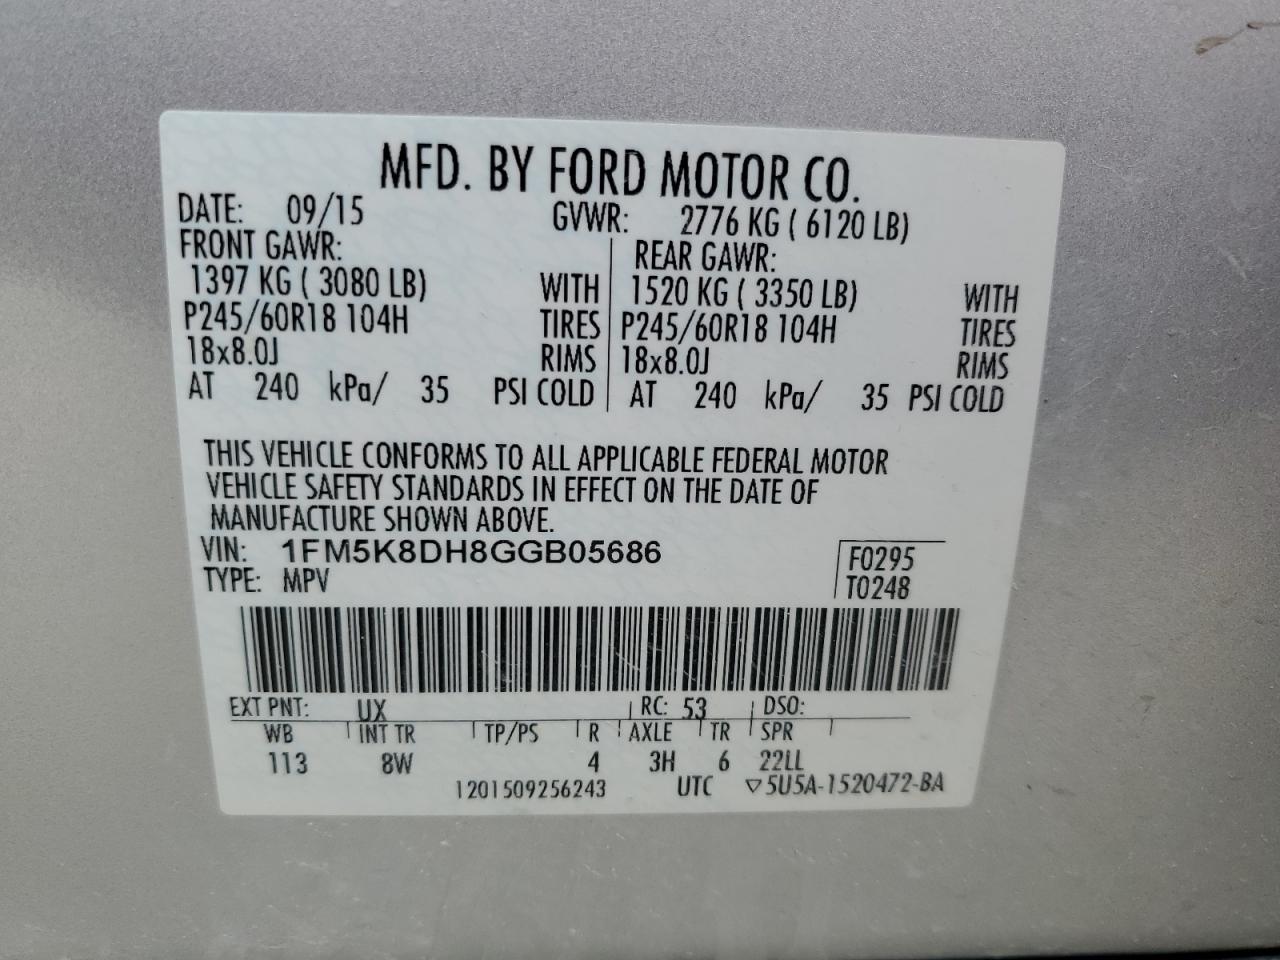 MFD. BY FORD MOTOR CO.
DATE: 09/15 GVWR: 2776 KG ( 6120 LB)
FRONT GAWR: REAR GAWR:
1397 KG ( 3080 LB) WITH 1520 KG ( 3350 LB) WITH
P245/60R18 104H TIRES P245/60R18 104H TIRES
18x8.0J RIMS 18x8.0J RIMS
AT 240 kPa/ 35 PSI COLD AT 240 kPa/ 35 PSI COLD
THIS VEHICLE CONFORMS TO ALL APPLICABLE FEDERAL MOTOR
VEHICLE SAFETY STANDARDS IN EFFECT ON THE DATE OF
MANUFACTURE SHOWN ABOVE.
VIN: 1FM5K8DH8GGB05686 F0295
TYPE: MPV T0248
EXT PNT: UX RC: 53 DSO:
WB INT TR TP/PS R AXLE TR SPR
113 8W 4 3H 6 22LL
1201509256243 UTC ▽5U5A-1520472-BA